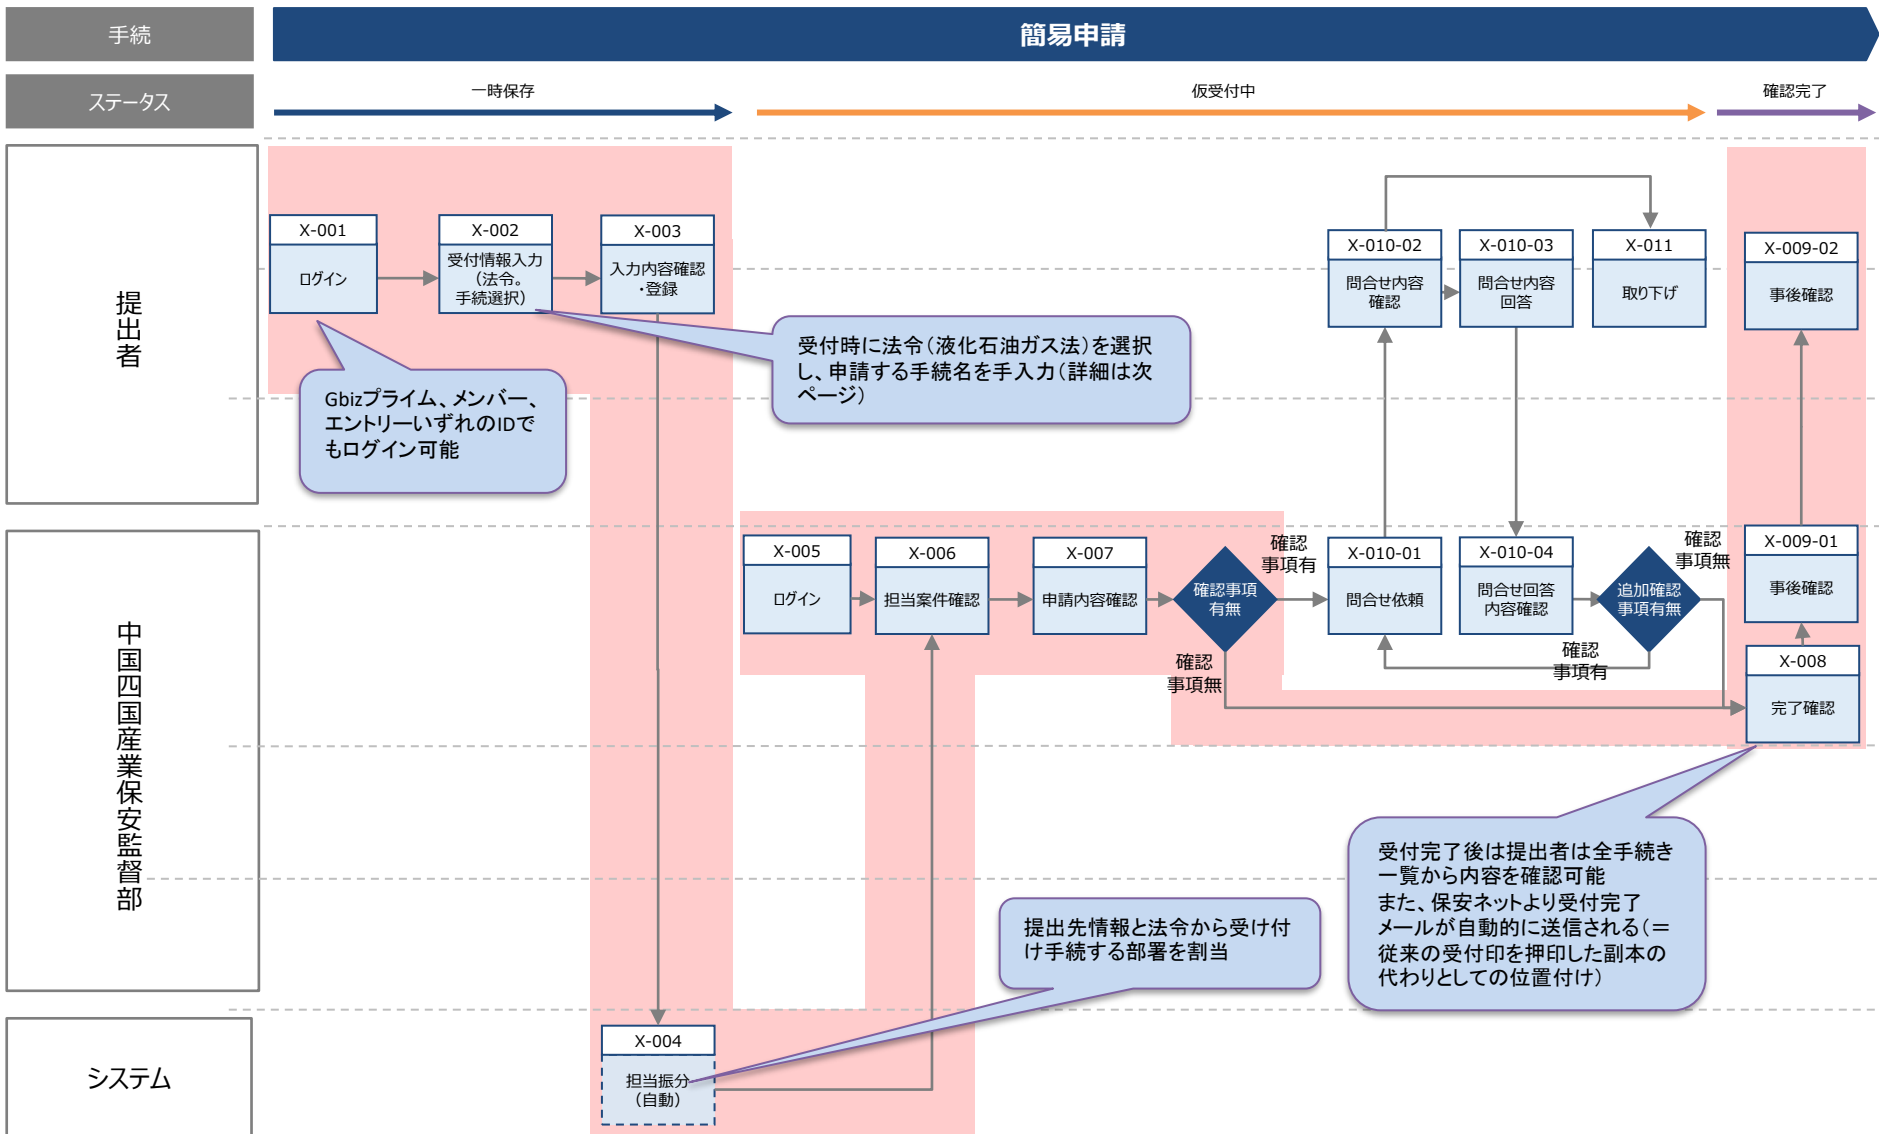 手続
簡易申請
ステータス
一時保存
仮受付中
確認完了
提出者
X-001
ログイン
X-002
受付情報入力
（法令。
手続選択）
X-003
入力内容確認
・登録
X-010-02
問合せ内容
確認
X-010-03
問合せ内容
回答
X-011
取り下げ
X-009-02
事後確認
Gbizプライム、メンバー、
エントリーいずれのIDで
もログイン可能
受付時に法令（液化石油ガス法）を選択
し、申請する手続名を手入力（詳細は次
ページ）
中国四国産業保安監督部
X-005
ログイン
X-006
担当案件確認
X-007
申請内容確認
確認事項
有無
確認
事項有
確認
事項無
X-010-01
問合せ依頼
X-010-04
問合せ回答
内容確認
追加確認
事項有無
確認
事項無
確認
事項有
X-009-01
事後確認
X-008
完了確認
受付完了後は提出者は全手続き
一覧から内容を確認可能
また、保安ネットより受付完了
メールが自動的に送信される（＝
従来の受付印を押印した副本の
代わりとしての位置付け）
提出先情報と法令から受け付
け手続する部署を割当
システム
X-004
担当振分
（自動）